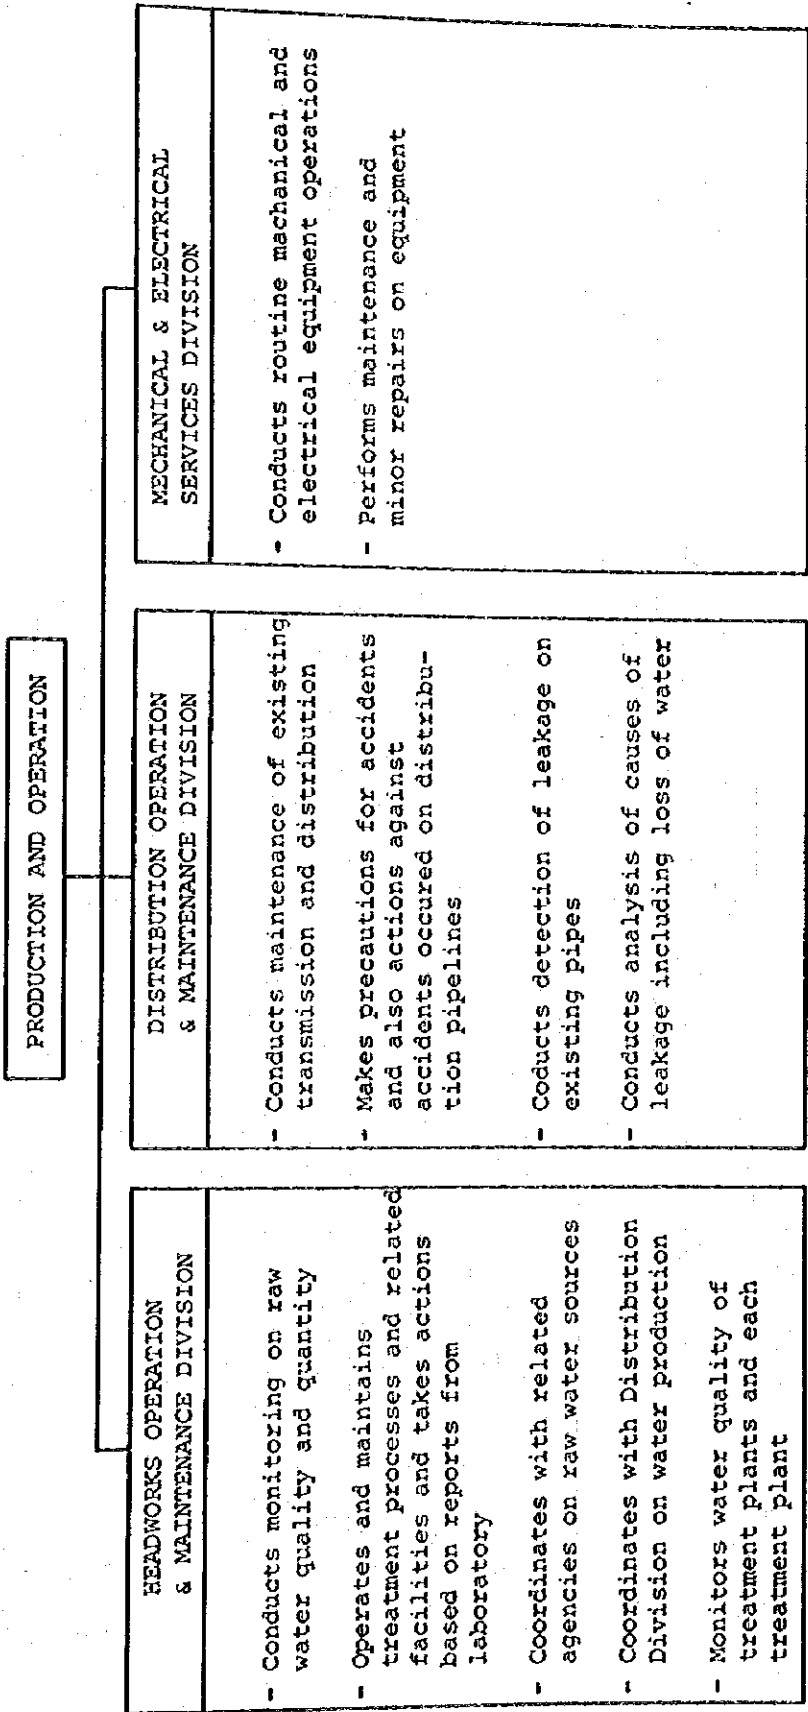 PRODUCTION AND OPERATION
HEADWORKS OPERATION
& MAINTENANCE DIVISION
- Conducts monitoring on raw
water quality and quantity
- Operates and maintains
treatment processes and related
facilities and takes actions
based on reports from
laboratory
- Coordinates with related
agencies on raw water sources
- Coordinates with Distribution
Division on water production
- Monitors water quality of
treatment plants and each
treatment plant
DISTRIBUTION OPERATION
& MAINTENANCE DIVISION
- Conducts maintenance of existing
transmission and distribution
- Makes precautions for accidents
and also actions against
accidents occured on distribu-
tion pipelines
- Coducts detection of leakage on
existing pipes
- Conducts analysis of causes of
leakage including loss of water
MECHANICAL & ELECTRICAL
SERVICES DIVISION
- Conducts routine machanical and
electrical equipment operations
- Performs maintenance and
minor repairs on equipment